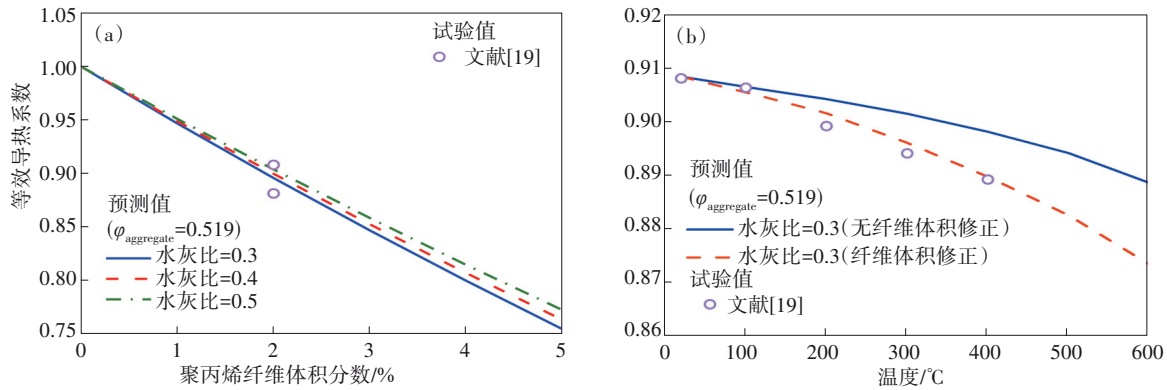 (a)
1.05
1.00
0.95
0.90
0.85
0.80
0.75
等效导热系数
试验值
文献[19]
预测值
(φaggregate=0.519)
水灰比=0.3
水灰比=0.4
水灰比=0.5
0 1 2 3 4 5
聚丙烯纤维体积分数/%
(b)
0.92
0.91
0.90
0.89
0.88
0.87
0.86
预测值
(φaggregate=0.519)
水灰比=0.3(无纤维体积修正)
水灰比=0.3(纤维体积修正)
试验值
文献[19]
0 100 200 300 400 500 600
温度/℃